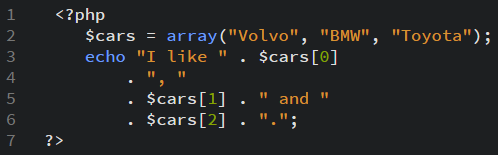 1 <?php
2 $cars = array("Volvo", "BMW", "Toyota");
3 echo "I like " . $cars[0]
4 . ", "
5 . $cars[1] . " and "
6 . $cars[2] . ".";
7 ?>